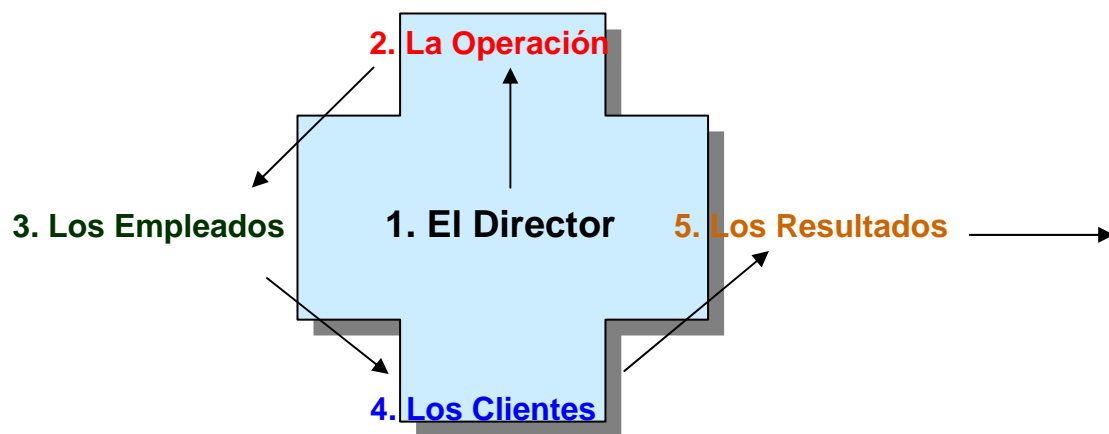 2. La Operación
3. Los Empleados
1. El Director
5. Los Resultados
4. Los Clientes